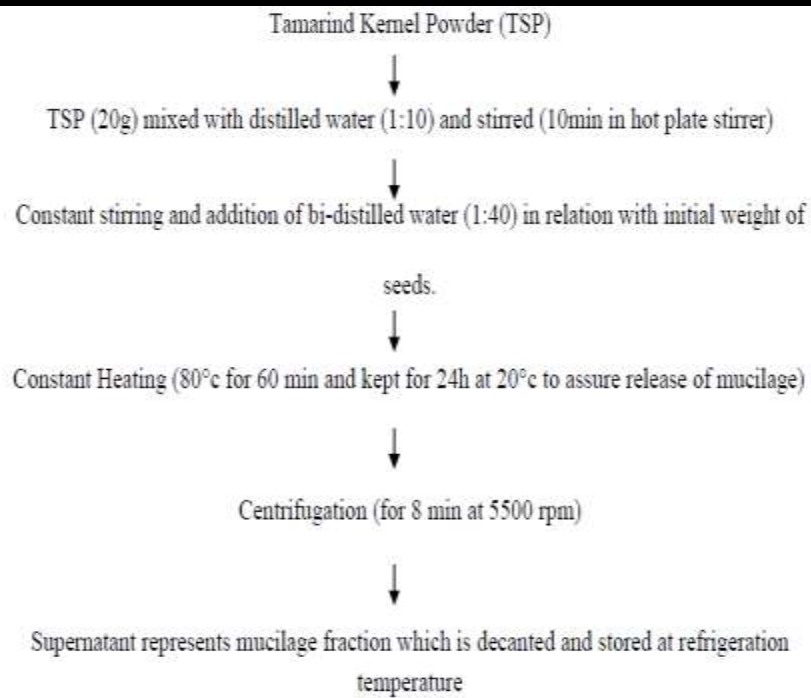 Tamarind Kernel Powder (TSP)
TSP (20g) mixed with distilled water (1:10) and stirred (10min in hot plate stirrer)
Constant stirring and addition of bi-distilled water (1:40) in relation with initial weight of
seeds.
Constant Heating (80°c for 60 min and kept for 24h at 20°c to assure release of mucilage)
Centrifugation (for 8 min at 5500 rpm)
Supernatant represents mucilage fraction which is decanted and stored at refrigeration
temperature